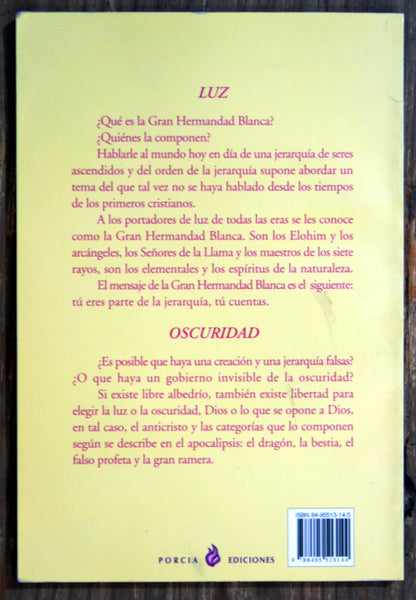 LUZ
¿Qué es la Gran Hermandad Blanca?
¿Quiénes la componen?
Hablarle al mundo hoy en día de una jerarquía de seres
ascendidos y del orden de la jerarquía supone abordar un
tema del que tal vez no se haya hablado desde los tiempos
de los primeros cristianos.
A los portadores de luz de todas las eras se les conoce
como la Gran Hermandad Blanca. Son los Elohim y los
arcángeles, los Señores de la Llama y los maestros de los siete
rayos, son los elementales y los espíritus de la naturaleza.
El mensaje de la Gran Hermandad Blanca es el siguiente:
tú eres parte de la jerarquía, tú cuentas.
OSCURIDAD
¿Es posible que haya una creación y una jerarquía falsas?
¿O que haya un gobierno invisible de la oscuridad?
Si existe libre albedrío, también existe libertad para
elegir la luz o la oscuridad, Dios o lo que se opone a Dios,
en tal caso, el anticristo y las categorías que lo componen
según se describe en el apocalipsis: el dragón, la bestia, el
falso profeta y la gran ramera.
ISBN 84-95513-14-5
9 788495 513144
PORCIA EDICIONES